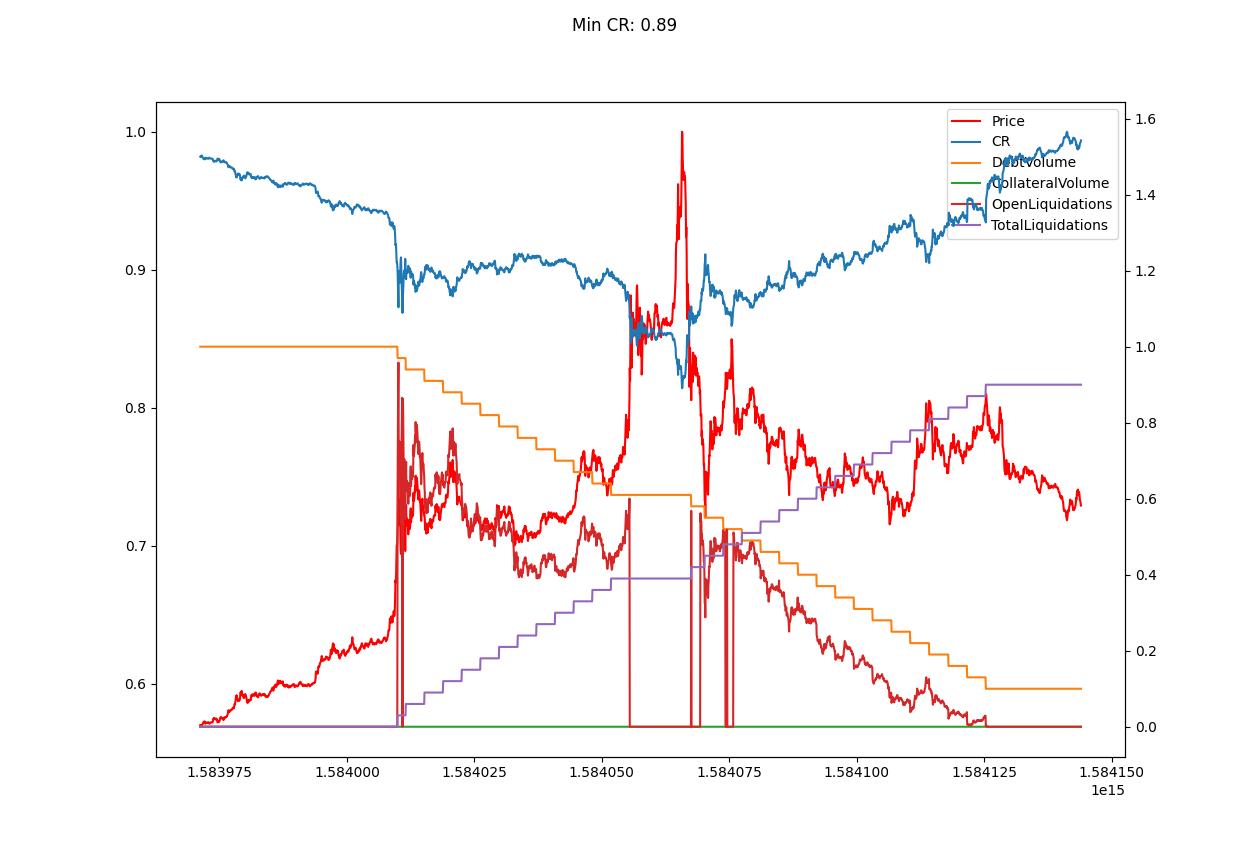 Min CR: 0.89
1.0
0.9
0.8
0.7
0.6
1.6
1.4
1.2
1.0
0.8
0.6
0.4
0.2
0.0
Price
CR
DebtVolume
CollateralVolume
OpenLiquidations
TotalLiquidations
1.583975 1.584000 1.584025 1.584050 1.584075 1.584100 1.584125 1.584150
1e15